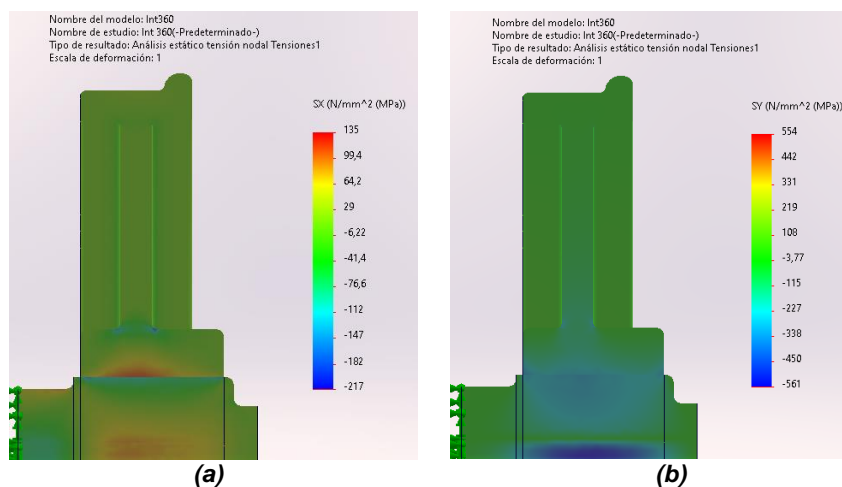 Nombre del modelo: Int360
Nombre de estudio: Int 360(-Predeterminado-)
Tipo de resultado: Análisis estático tensión nodal Tensiones1
Escala de deformación: 1
SX (N/mm^2 (MPa))
135
99,4
64,2
29
-6,22
-41,4
-76,6
-112
-147
-182
-217
(a)
Nombre del modelo: Int360
Nombre de estudio: Int 360(-Predeterminado-)
Tipo de resultado: Análisis estático tensión nodal Tensiones1
Escala de deformación: 1
SY (N/mm^2 (MPa))
554
442
331
219
108
-3,77
-115
-227
-338
-450
-561
(b)